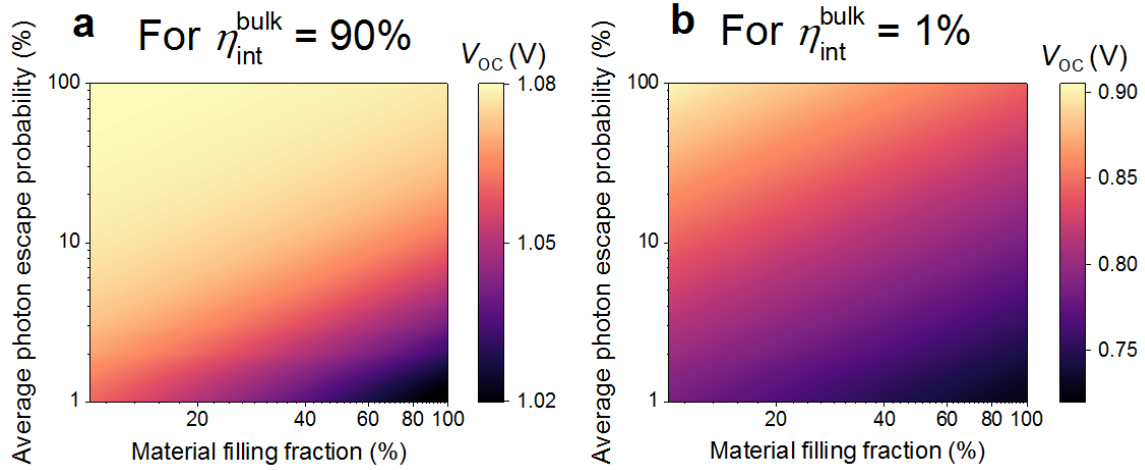 a For η_int^bulk = 90%
V_OC (V)
Average photon escape probability (%)
100
10
1
20
40
60
80
100
Material filling fraction (%)
1.08
1.05
1.02
b For η_int^bulk = 1%
V_OC (V)
Average photon escape probability (%)
100
10
1
20
40
60
80
100
Material filling fraction (%)
0.90
0.85
0.80
0.75